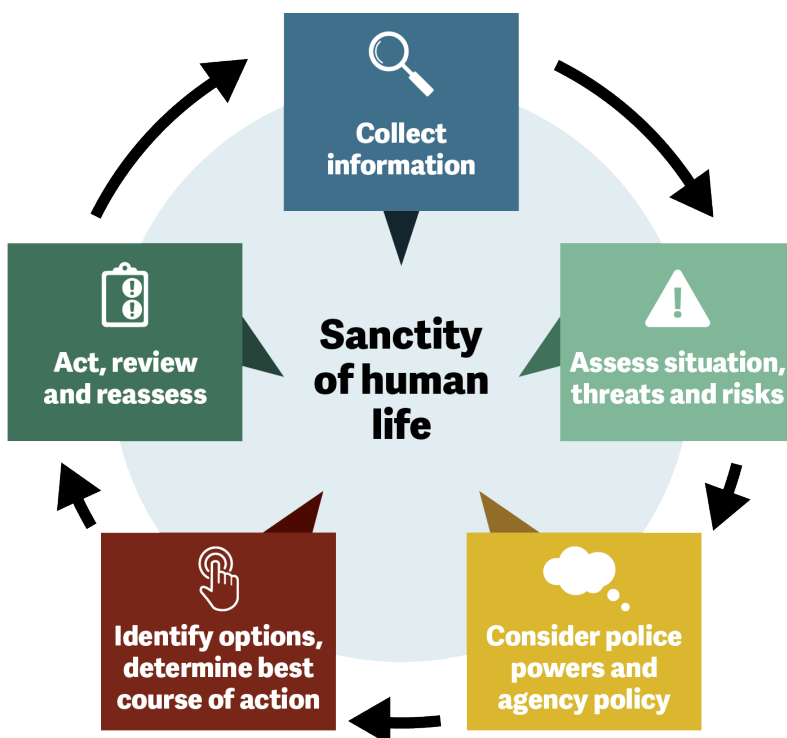 Collect
information
Assess situation,
threats and risks
Consider police
powers and
agency policy
Identify options,
determine best
course of action
Act, review
and reassess
Sanctity
of human
life